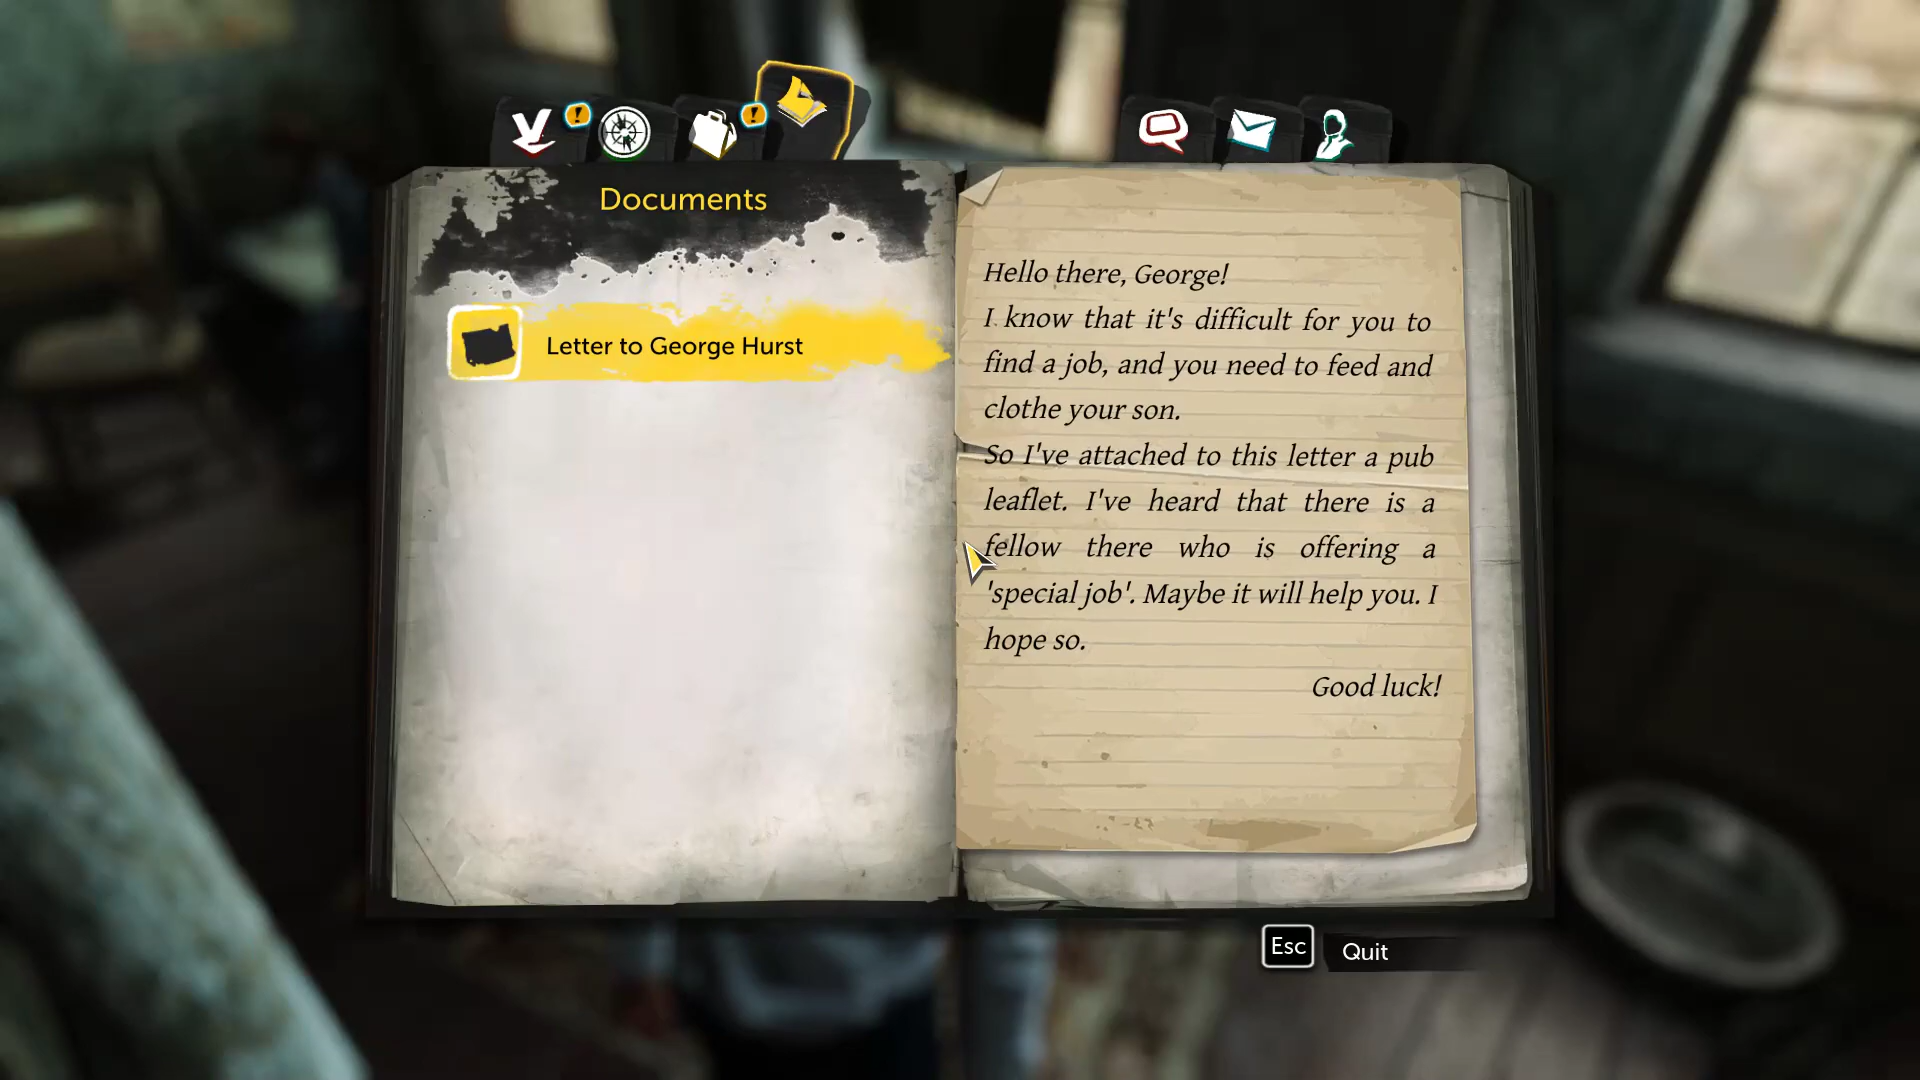 Documents
Letter to George Hurst
Hello there, George!
I know that it's difficult for you to
find a job, and you need to feed and
clothe your son.
So I've attached to this letter a pub
leaflet. I've heard that there is a
fellow there who is offering a
'special job'. Maybe it will help you. I
hope so.
Good luck!
Esc Quit